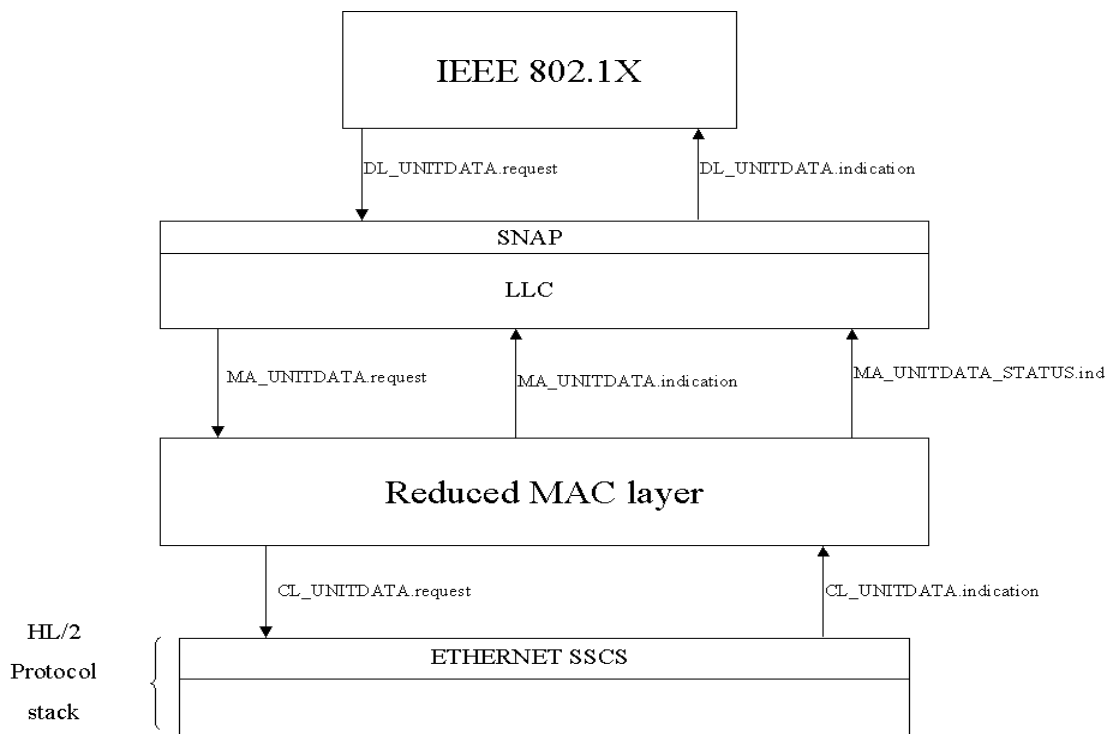 IEEE 802.1X
DL_UNITDATA.request
DL_UNITDATA.indication
SNAP
LLC
MA_UNITDATA.request
MA_UNITDATA.indication
MA_UNITDATA_STATUS.ind
Reduced MAC layer
CL_UNITDATA.request
CL_UNITDATA.indication
HL/2
Protocol
stack
ETHERNET SSCS